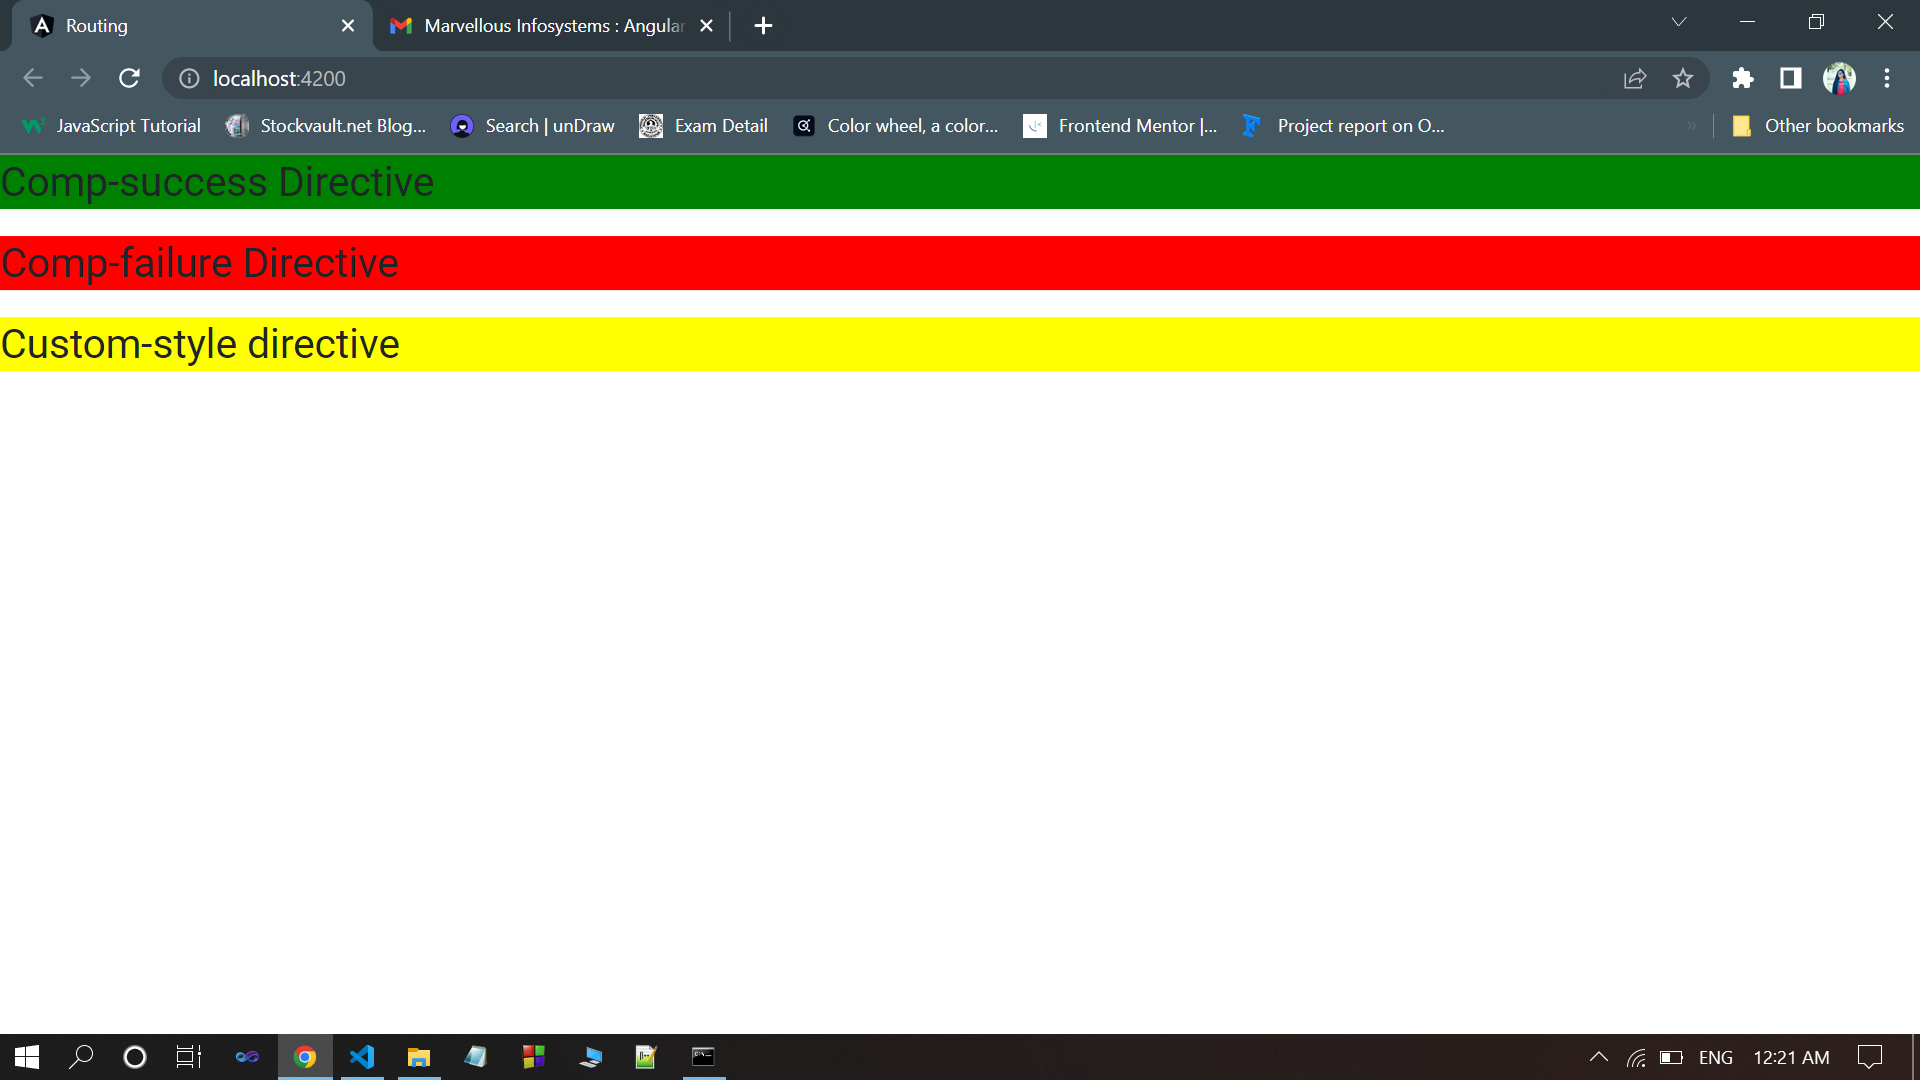 Routing
Marvellous Infosystems : Angular
localhost:4200
JavaScript Tutorial
Stockvault.net Blog...
Search | unDraw
Exam Detail
Color wheel, a color...
Frontend Mentor |...
Project report on O...
Other bookmarks
Comp-success Directive
Comp-failure Directive
Custom-style directive
ENG
12:21 AM